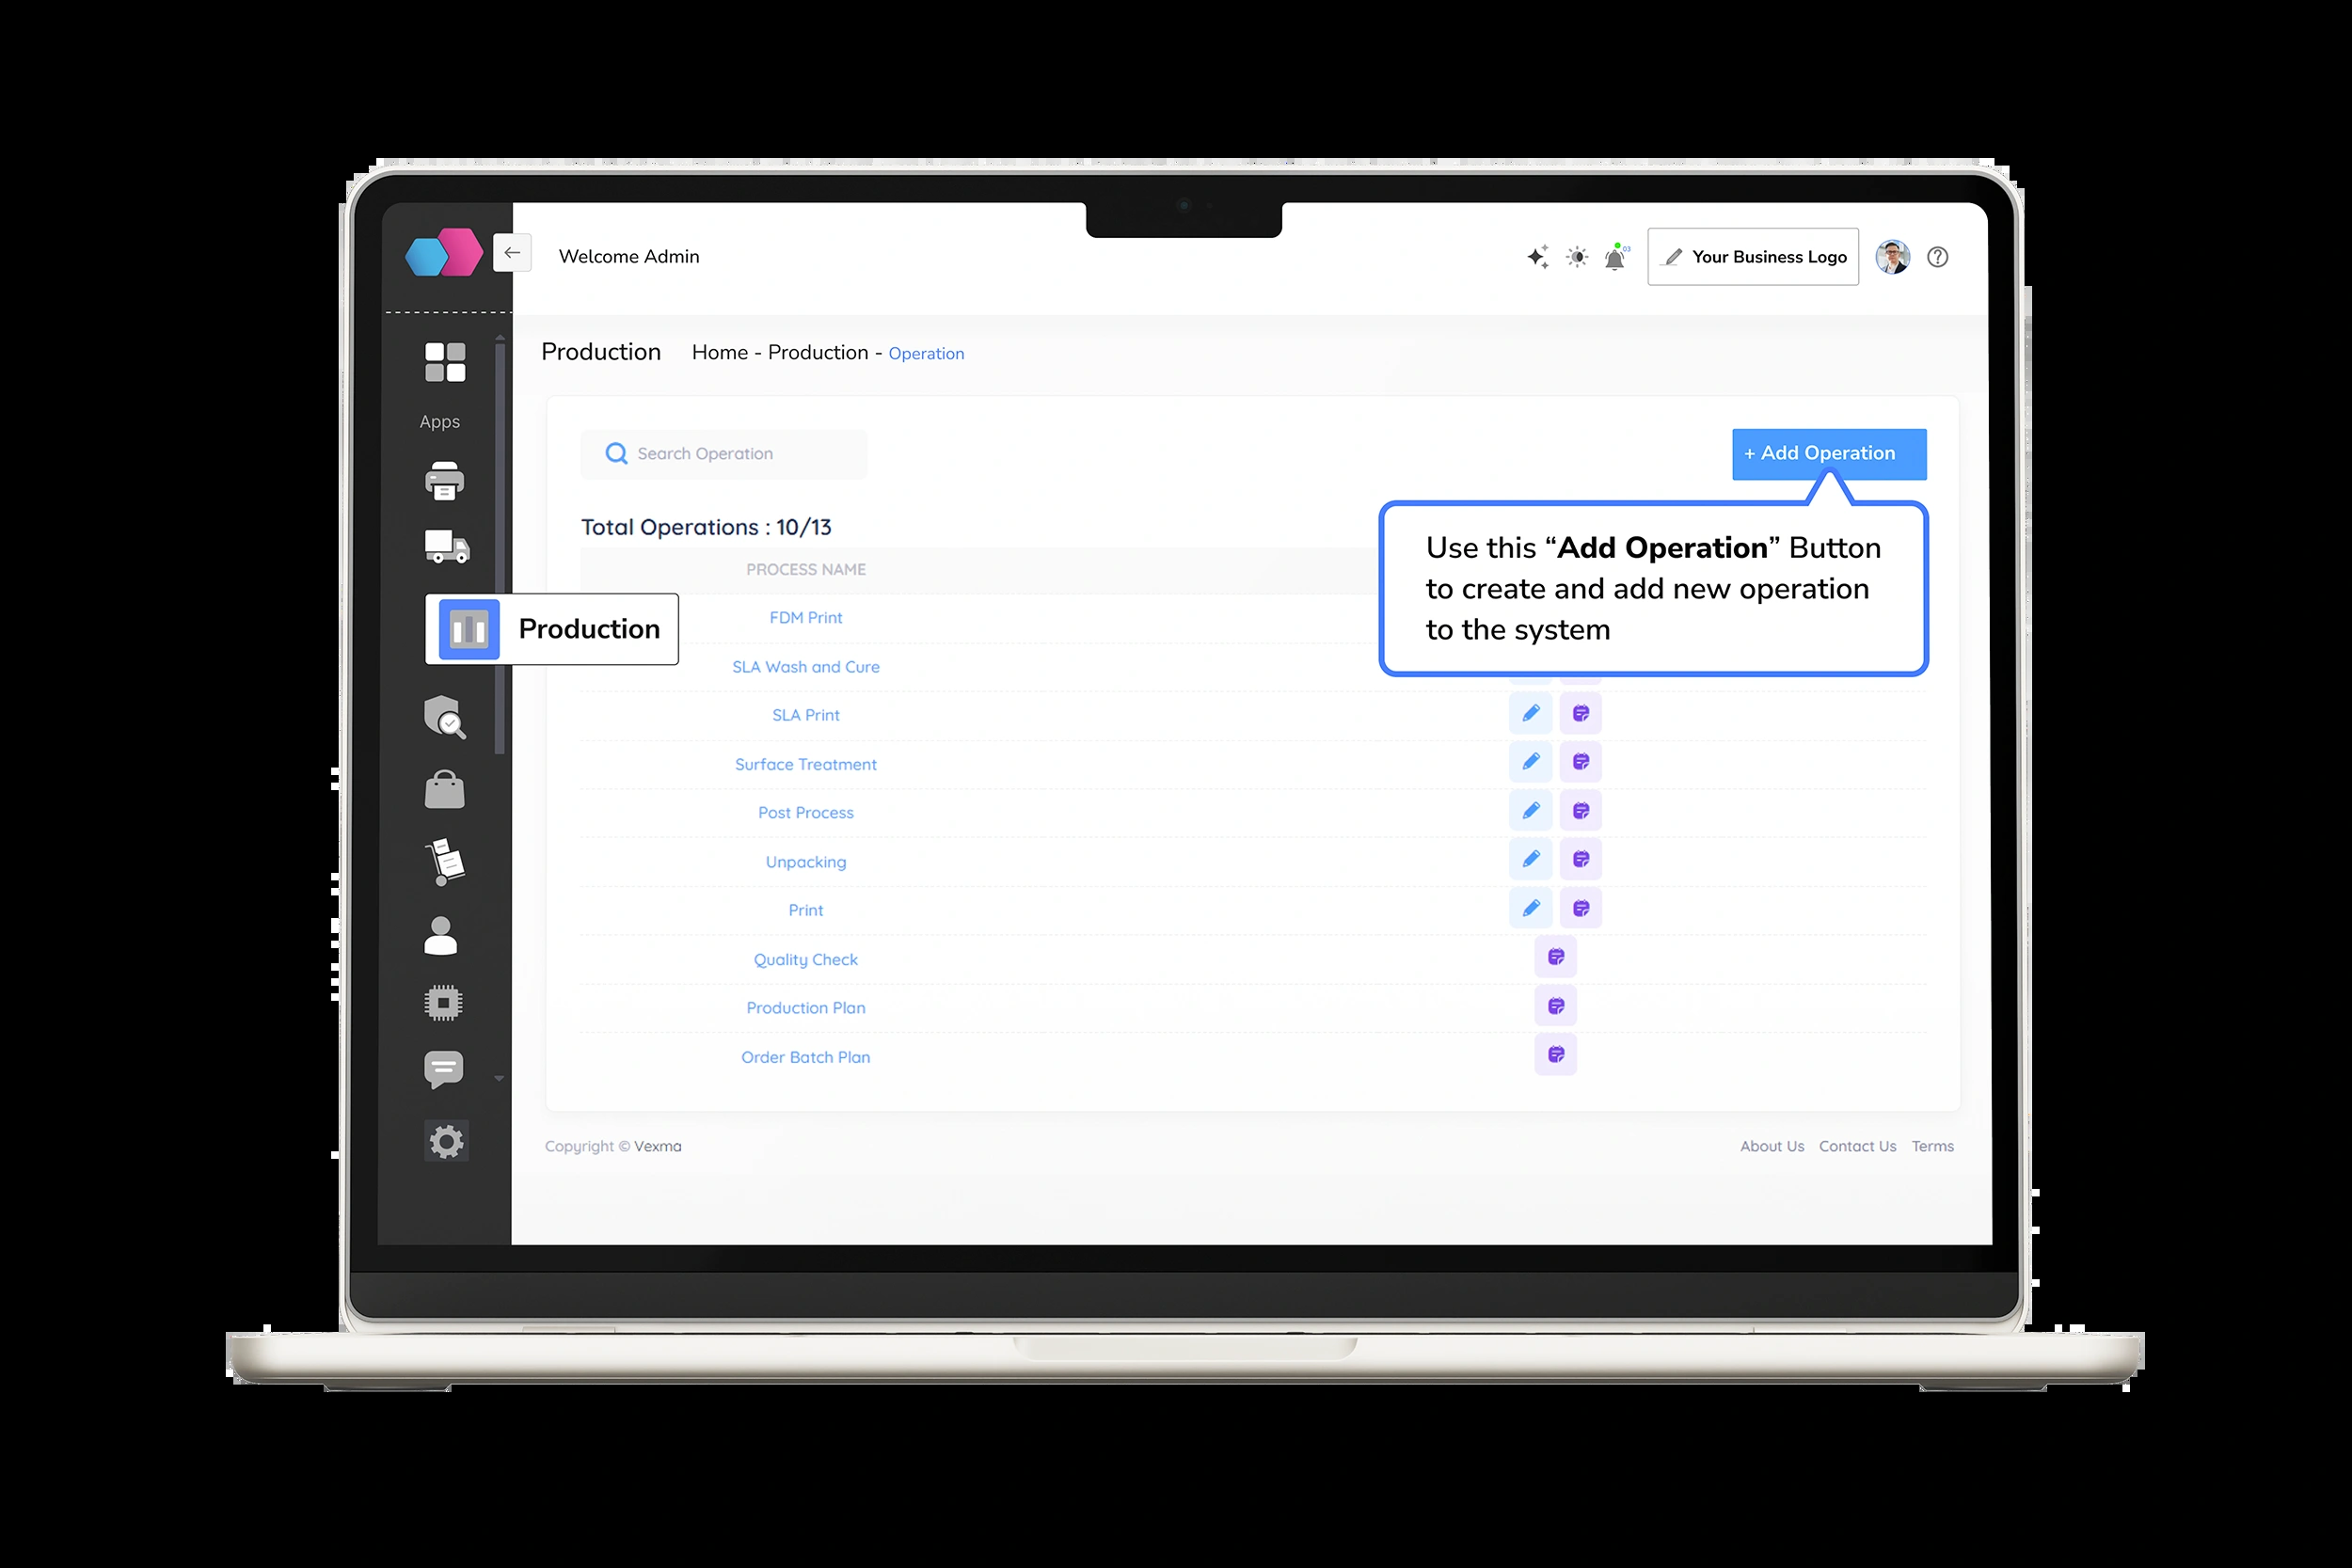 Welcome Admin
03
Your Business Logo
Production Home - Production - Operation
Apps
Search Operation
+ Add Operation
Total Operations : 10/13
Use this “Add Operation” Button
to create and add new operation
to the system
PROCESS NAME
FDM Print
Production
SLA Wash and Cure
SLA Print
Surface Treatment
Post Process
Unpacking
Print
Quality Check
Production Plan
Order Batch Plan
Copyright © Vexma
About Us Contact Us Terms